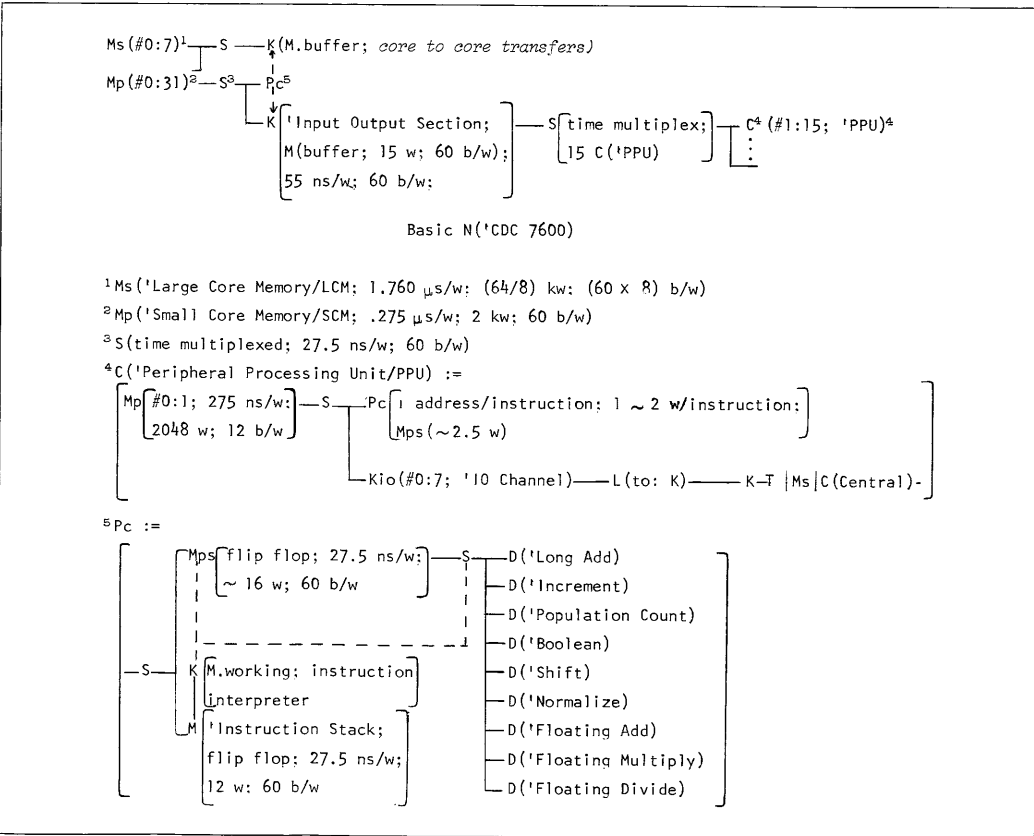 Ms(#0:7)¹ S K(M.buffer; core to core transfers)
Mp(#0:31)² S³ Pc⁵
K 'Input Output Section; S time multiplex; C⁴ (#1:15; 'PPU)⁴
M(buffer; 15 w; 60 b/w); 15 C('PPU)
55 ns/w; 60 b/w;
Basic N('CDC 7600)
¹Ms('Large Core Memory/LCM; 1.760 μs/w; (64/8) kw; (60 x 8) b/w)
²Mp('Small Core Memory/SCM; .275 μs/w; 2 kw; 60 b/w)
³S(time multiplexed; 27.5 ns/w; 60 b/w)
⁴C('Peripheral Processing Unit/PPU) :=
Mp #0:1; 275 ns/w; S 'Pc 1 address/instruction; 1 ~ 2 w/instruction;
2048 w; 12 b/w Mps(~2.5 w)
Kio(#0:7; 'IO Channel) L(to: K) K-T |Ms|C(Central)-
⁵Pc :=
Mps flip flop; 27.5 ns/w; S D('Long Add)
~ 16 w; 60 b/w D('Increment)
D('Population Count)
D('Boolean)
S K M.working; instruction D('Shift)
interpreter D('Normalize)
M 'Instruction Stack; D('Floating Add)
flip flop; 27.5 ns/w; D('Floating Multiply)
12 w; 60 b/w D('Floating Divide)